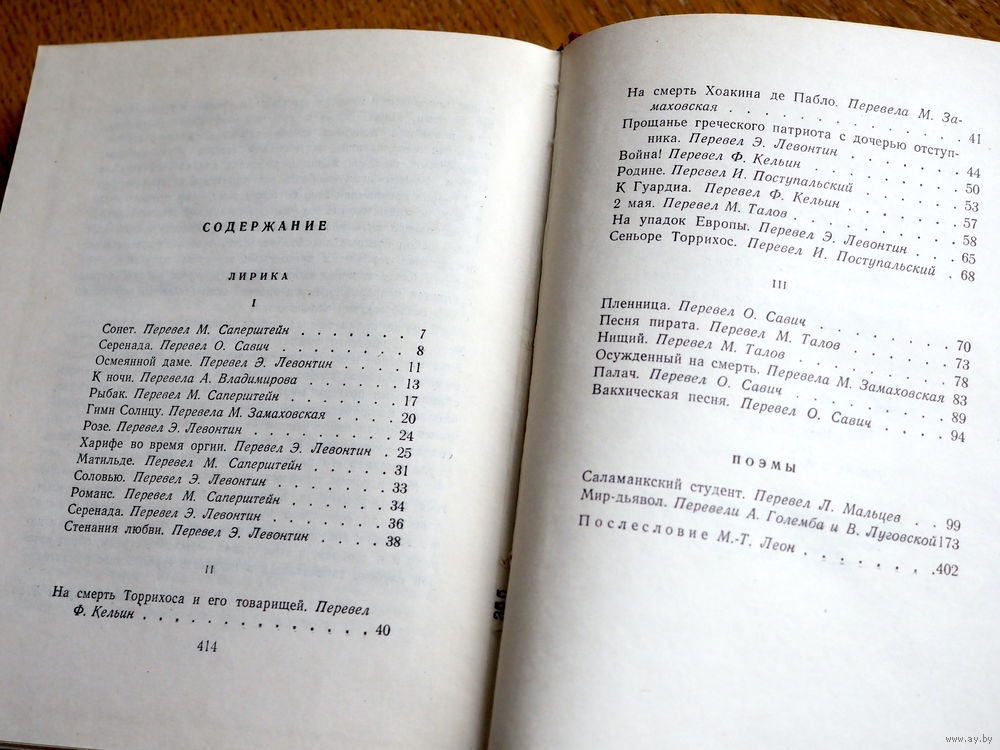 СОДЕРЖАНИЕ
ЛИРИКА
I
Сонет. Перевел М. Саперштейн . . . . . . . 7
Серенада. Перевел О. Савич . . . . . . . . 8
Осмеянной даме. Перевел Э. Левонтин . . . . . 11
К ночи. Перевела А. Владимирова . . . . . . 13
Рыбак. Перевел М. Саперштейн . . . . . . . 17
Гимн Солнцу. Перевела М. Замаховская . . . . . 20
Розе. Перевел Э. Левонтин . . . . . . . . 24
Харифе во время оргии. Перевел Э. Левонтин . . 25
Матильде. Перевел М. Саперштейн . . . . . . 31
Соловью. Перевел Э. Левонтин . . . . . . . 33
Романс. Перевел М. Саперштейн . . . . . . . 34
Серенада. Перевел Э. Левонтин . . . . . . . 36
Стенания любви. Перевел Э. Левонтин . . . . . 38
II
На смерть Торрихоса и его товарищей. Перевел
Ф. Кельин . . . . . . . . . . . . . 40
414
На смерть Хоакина де Пабло. Перевела М. За-
маховская . . . . . . . . . . . . . 41
Прощанье греческого патриота с дочерью отступ-
ника. Перевел Э. Левонтин . . . . . . . 44
Война! Перевел Ф. Кельин . . . . . . . . 50
Родине. Перевел И. Поступальский . . . . . . 53
К Гуардиа. Перевел Ф. Кельин . . . . . . . 57
2 мая. Перевел М. Талов . . . . . . . . . 58
На упадок Европы. Перевел Э. Левонтин . . . . 65
Сеньоре Торрихос. Перевел И. Поступальский . . 68
III
Пленница. Перевел О. Савич . . . . . . . . 70
Песня пирата. Перевел М. Талов . . . . . . . 73
Нищий. Перевел М. Талов . . . . . . . . . 78
Осужденный на смерть. Перевела М. Замаховская 83
Палач. Перевел О. Савич . . . . . . . . . 89
Вакхическая песня. Перевел О. Савич . . . . . 94
ПОЭМЫ
Саламанкский студент. Перевел Л. Мальцев . . 99
Мир-дьявол. Перевели А. Големба и В. Луговской 173
Послесловие М.-Т. Леон . . . . . . . . 402
www.ay.by